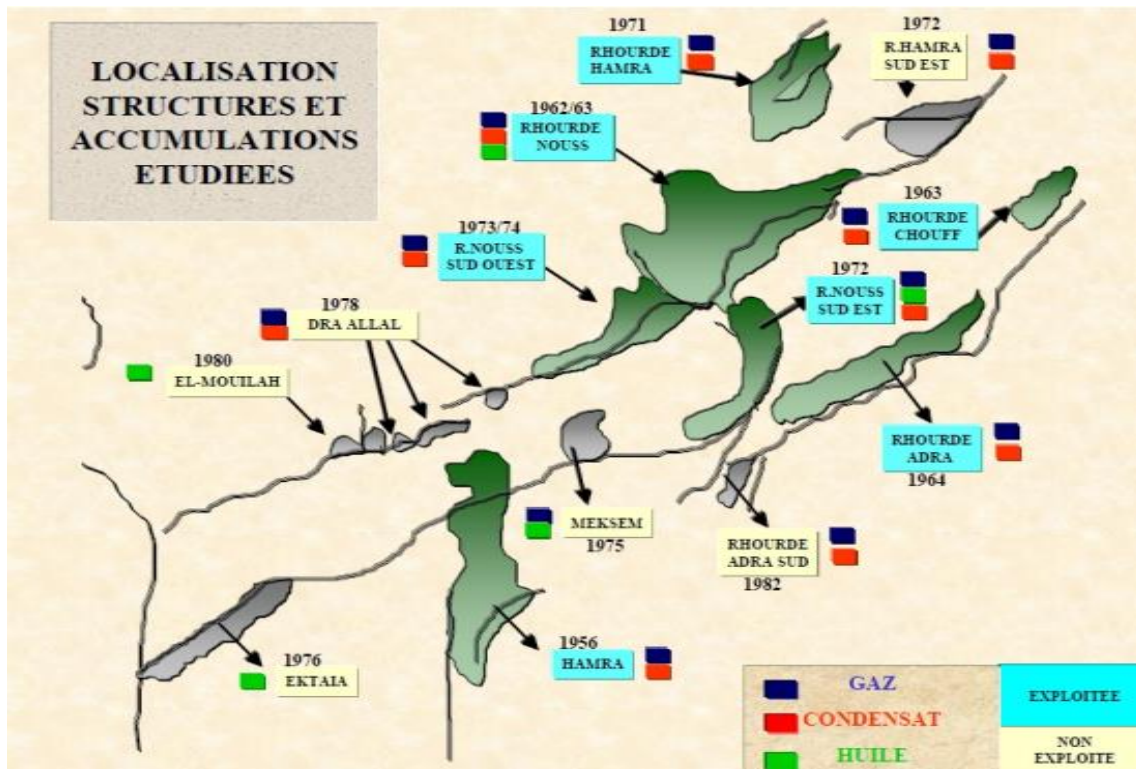 LOCALISATION
STRUCTURES ET
ACCUMULATIONS
ETUDIEES
1971
RHOURDE
HAMRA
1972
R.HAMRA
SUD EST
1962/63
RHOURDE
NOUSS
1963
RHOURDE
CHOUFF
1973/74
R.NOUSS
SUD OUEST
1972
R.NOUSS
SUD EST
1978
DRA ALLAL
1980
EL-MOUILAH
RHOURDE
ADRA
1964
MEKSEM
1975
RHOURDE
ADRA SUD
1982
1976
EKTAIA
1956
HAMRA
GAZ
CONDENSAT
HUILE
EXPLOITEE
NON
EXPLOITE